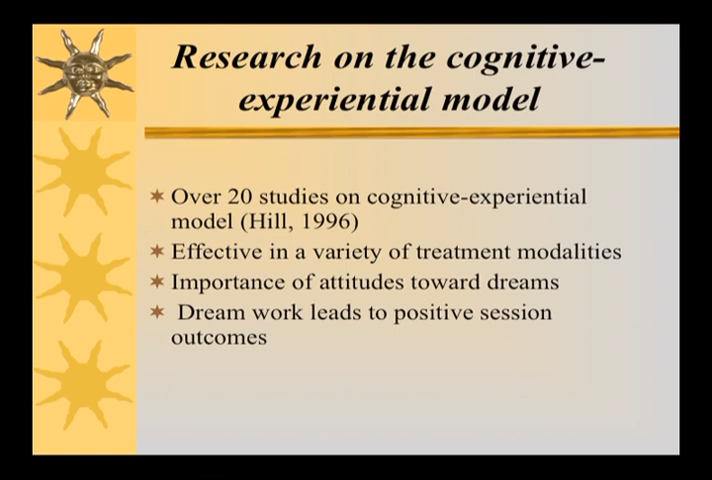 Research on the cognitive-
experiential model
Over 20 studies on cognitive-experiential
model (Hill, 1996)
Effective in a variety of treatment modalities
Importance of attitudes toward dreams
Dream work leads to positive session
outcomes